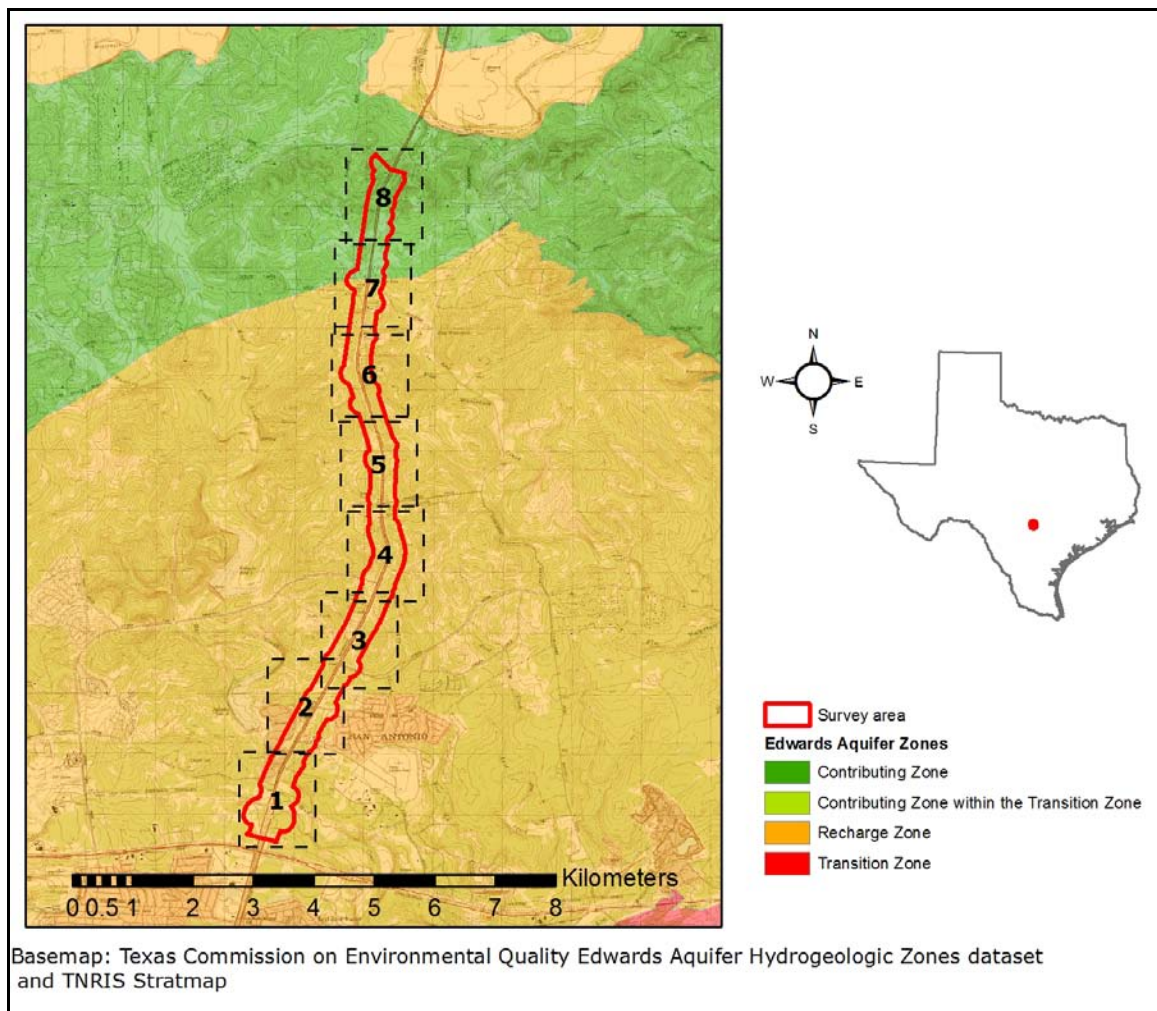 8
7
6
5
4
3
2
SAN ANTONIO
1
Kilometers
0 0.5 1 2 3 4 5 6 7 8
N
W E
S
Survey area
Edwards Aquifer Zones
Contributing Zone
Contributing Zone within the Transition Zone
Recharge Zone
Transition Zone
Basemap: Texas Commission on Environmental Quality Edwards Aquifer Hydrogeologic Zones dataset
and TNRIS Stratmap